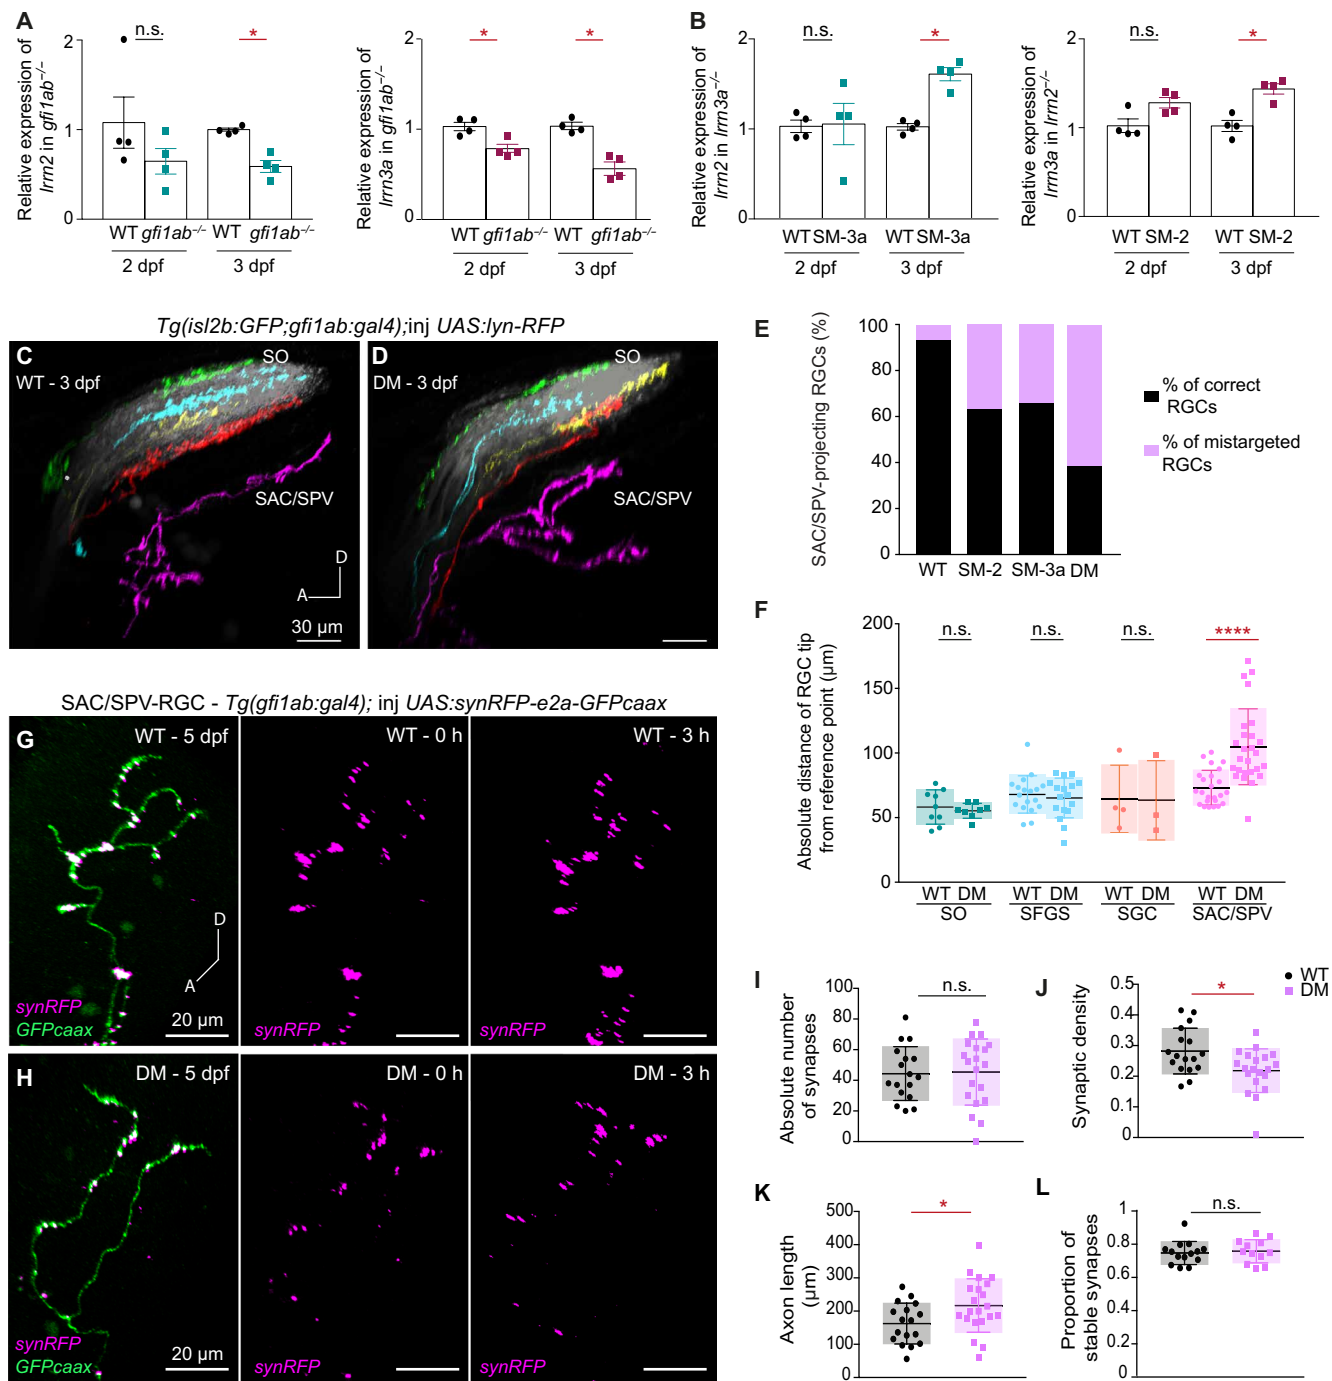 A
Relative expression of
lrrn2 in gfi1ab−/−
2
1
0
n.s.
*
WT gfi1ab−/− WT gfi1ab−/−
2 dpf 3 dpf
Relative expression of
lrrn3a in gfi1ab−/−
2
1
0
*
*
WT gfi1ab−/− WT gfi1ab−/−
2 dpf 3 dpf
B
Relative expression of
lrrn2 in lrrn3a−/−
2
1
0
n.s.
*
WT SM-3a WT SM-3a
2 dpf 3 dpf
Relative expression of
lrrn3a in lrrn2−/−
2
1
0
n.s.
*
WT SM-2 WT SM-2
2 dpf 3 dpf
Tg(isl2b:GFP;gfi1ab:gal4);inj UAS:lyn-RFP
C
WT - 3 dpf
SO
SAC/SPV
D
A
30 µm
D
DM - 3 dpf
SO
SAC/SPV
E
SAC/SPV-projecting RGCs (%)
100
80
60
40
20
0
WT SM-2 SM-3a DM
% of correct
RGCs
% of mistargeted
RGCs
F
Absolute distance of RGC tip
from reference point (µm)
200
150
100
50
0
n.s.
n.s.
n.s.
****
WT DM WT DM WT DM WT DM
SO SFGS SGC SAC/SPV
SAC/SPV-RGC - Tg(gfi1ab:gal4); inj UAS:synRFP-e2a-GFPcaax
G
WT - 5 dpf
D
A
synRFP
GFPcaax
20 µm
WT - 0 h
synRFP
WT - 3 h
synRFP
H
DM - 5 dpf
synRFP
GFPcaax
20 µm
DM - 0 h
synRFP
DM - 3 h
synRFP
I
Absolute number
of synapses
100
80
60
40
20
0
n.s.
J
Synaptic density
0.5
0.4
0.3
0.2
0.1
0
*
WT
DM
K
Axon length
(µm)
500
400
300
200
100
0
*
L
Proportion of
stable synapses
1
0.8
0.6
0.4
0.2
0
n.s.